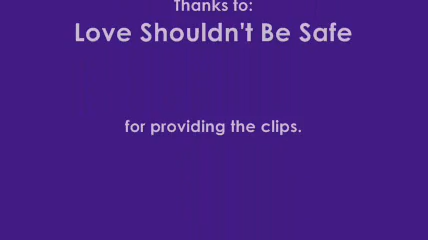 Thanks to:
Love Shouldn't Be Safe
for providing the clips.